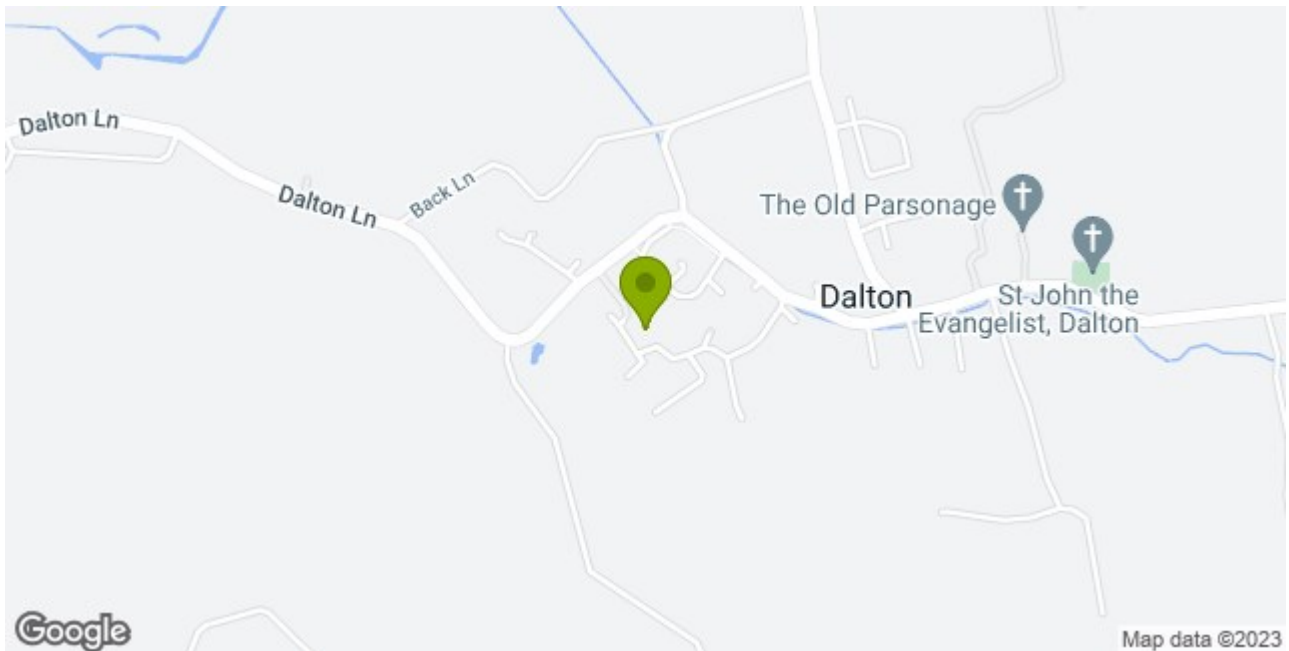 Dalton Ln
Dalton Ln
Back Ln
The Old Parsonage
Dalton
St John the
Evangelist, Dalton
Google
Map data ©2023